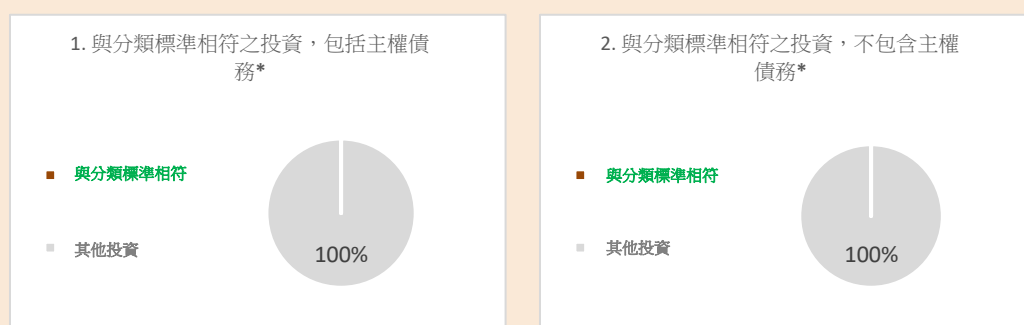 1. 與分類標準相符之投資，包括主權債
務*
與分類標準相符
其他投資
100%
2. 與分類標準相符之投資，不包含主權
債務*
與分類標準相符
其他投資
100%